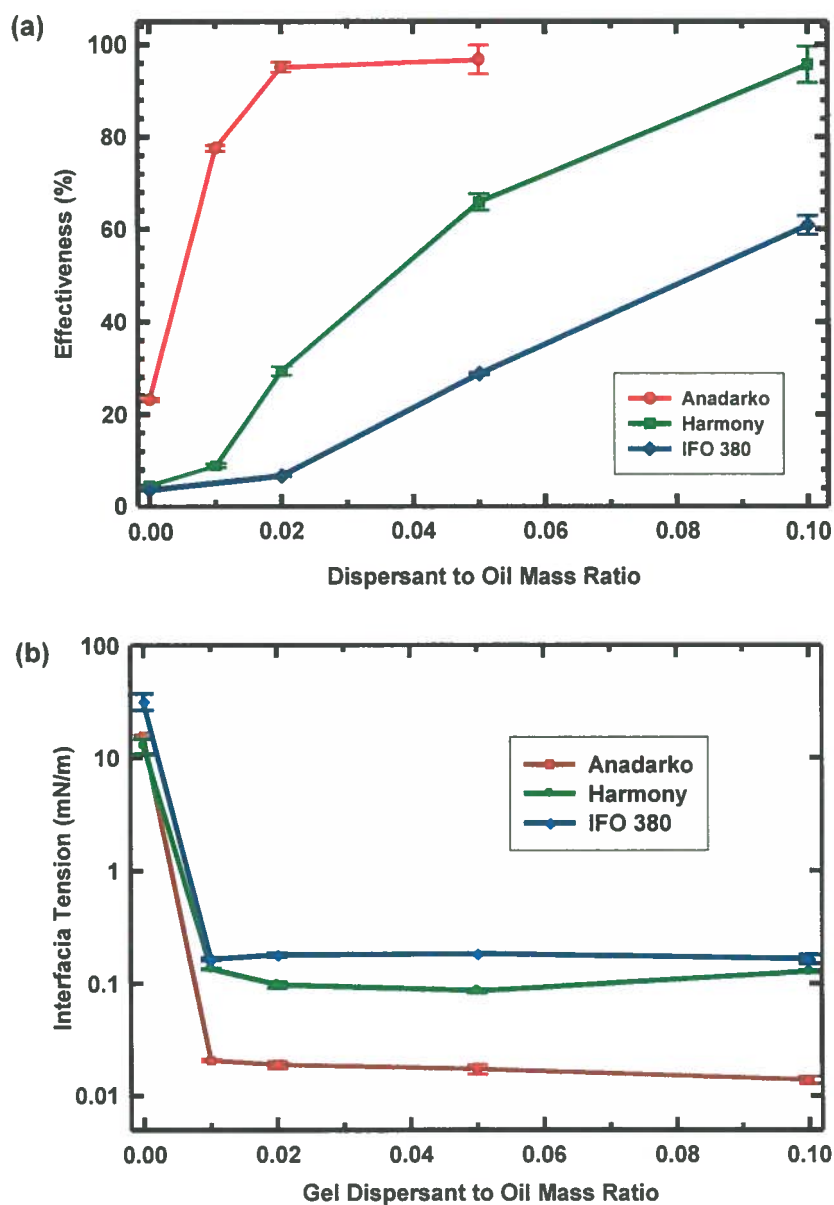 (a)
100
80
60
40
20
0
Effectiveness (%)
Anadarko
Harmony
IFO 380
0.00 0.02 0.04 0.06 0.08 0.10
Dispersant to Oil Mass Ratio
(b)
100
10
1
0.1
0.01
Interfacia Tension (mN/m)
Anadarko
Harmony
IFO 380
0.00 0.02 0.04 0.06 0.08 0.10
Gel Dispersant to Oil Mass Ratio